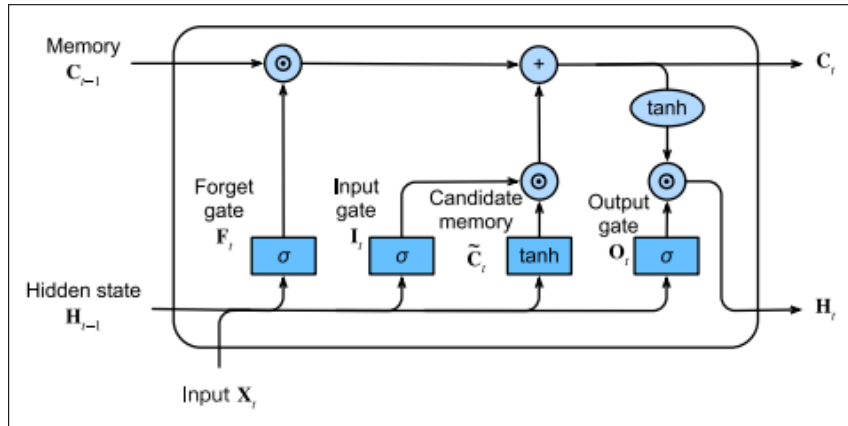 Memory
C_{t−1}
⊙
+
C_t
tanh
Forget
gate
F_t
Input
gate
I_t
⊙
Candidate
memory
C̃_t
Output
gate
O_t
⊙
σ
σ
tanh
σ
Hidden state
H_{t−1}
H_t
Input X_t